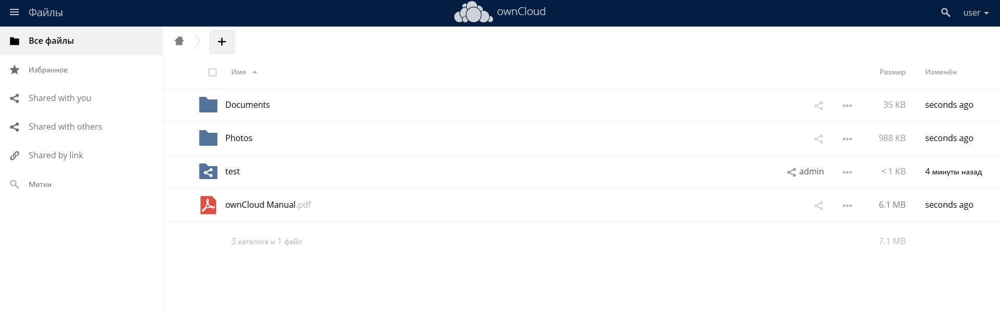 Файлы
ownCloud
user
Все файлы
Избранное
Shared with you
Shared with others
Shared by link
Метки
Имя Размер Изменён
Documents 35 KB seconds ago
Photos 988 KB seconds ago
test admin < 1 KB 4 минуты назад
ownCloud Manual.pdf 6.1 MB seconds ago
3 каталога и 1 файл 7.1 MB